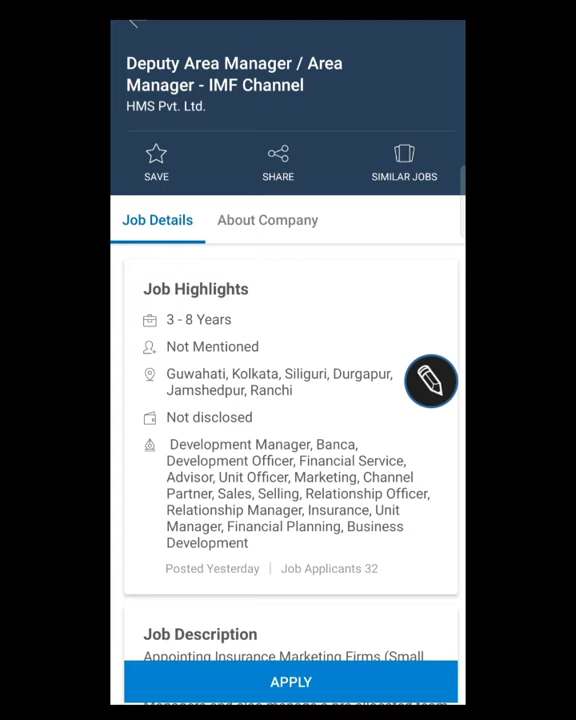 Deputy Area Manager / Area
Manager - IMF Channel
HMS Pvt. Ltd.
SAVE
SHARE
SIMILAR JOBS
Job Details
About Company
Job Highlights
3 - 8 Years
Not Mentioned
Guwahati, Kolkata, Siliguri, Durgapur,
Jamshedpur, Ranchi
Not disclosed
Development Manager, Banca,
Development Officer, Financial Service,
Advisor, Unit Officer, Marketing, Channel
Partner, Sales, Selling, Relationship Officer,
Relationship Manager, Insurance, Unit
Manager, Financial Planning, Business
Development
Posted Yesterday | Job Applicants 32
Job Description
Appointing Insurance Marketing Firms (Small
APPLY